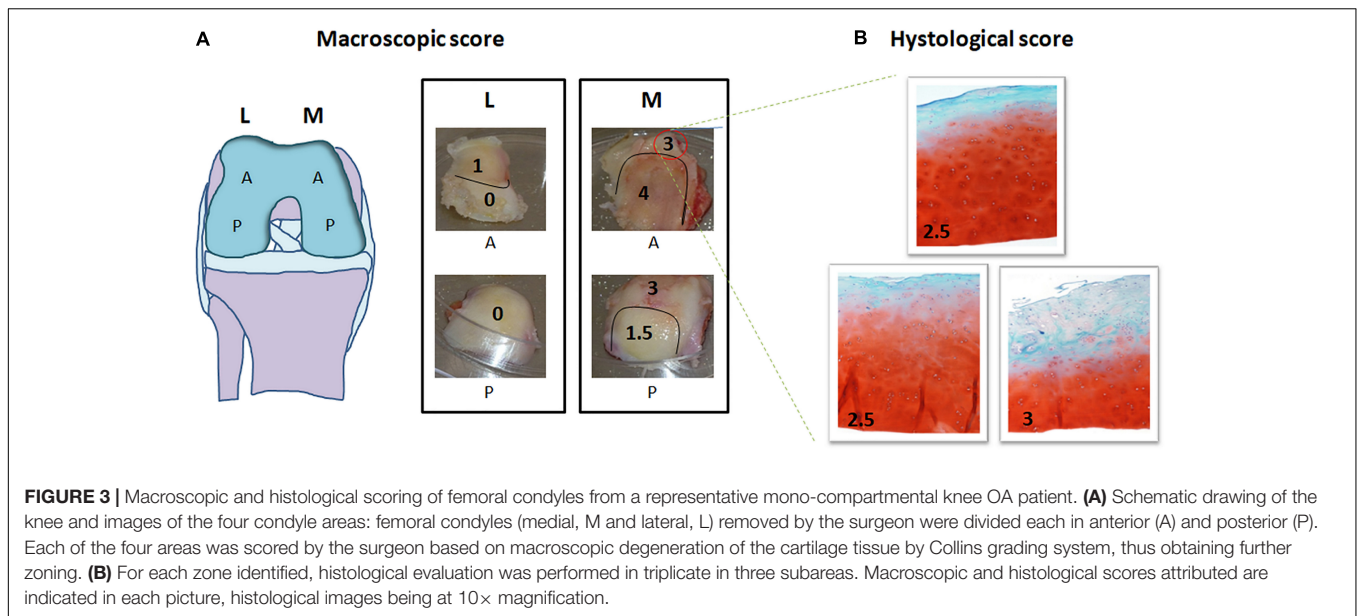 A Macroscopic score
B Hystological score
L M
A A
P P
L
1
0
A
0
P
M
3
4
A
3
1.5
P
2.5
2.5
3
FIGURE 3 | Macroscopic and histological scoring of femoral condyles from a representative mono-compartmental knee OA patient. (A) Schematic drawing of the
knee and images of the four condyle areas: femoral condyles (medial, M and lateral, L) removed by the surgeon were divided each in anterior (A) and posterior (P).
Each of the four areas was scored by the surgeon based on macroscopic degeneration of the cartilage tissue by Collins grading system, thus obtaining further
zoning. (B) For each zone identified, histological evaluation was performed in triplicate in three subareas. Macroscopic and histological scores attributed are
indicated in each picture, histological images being at 10× magnification.